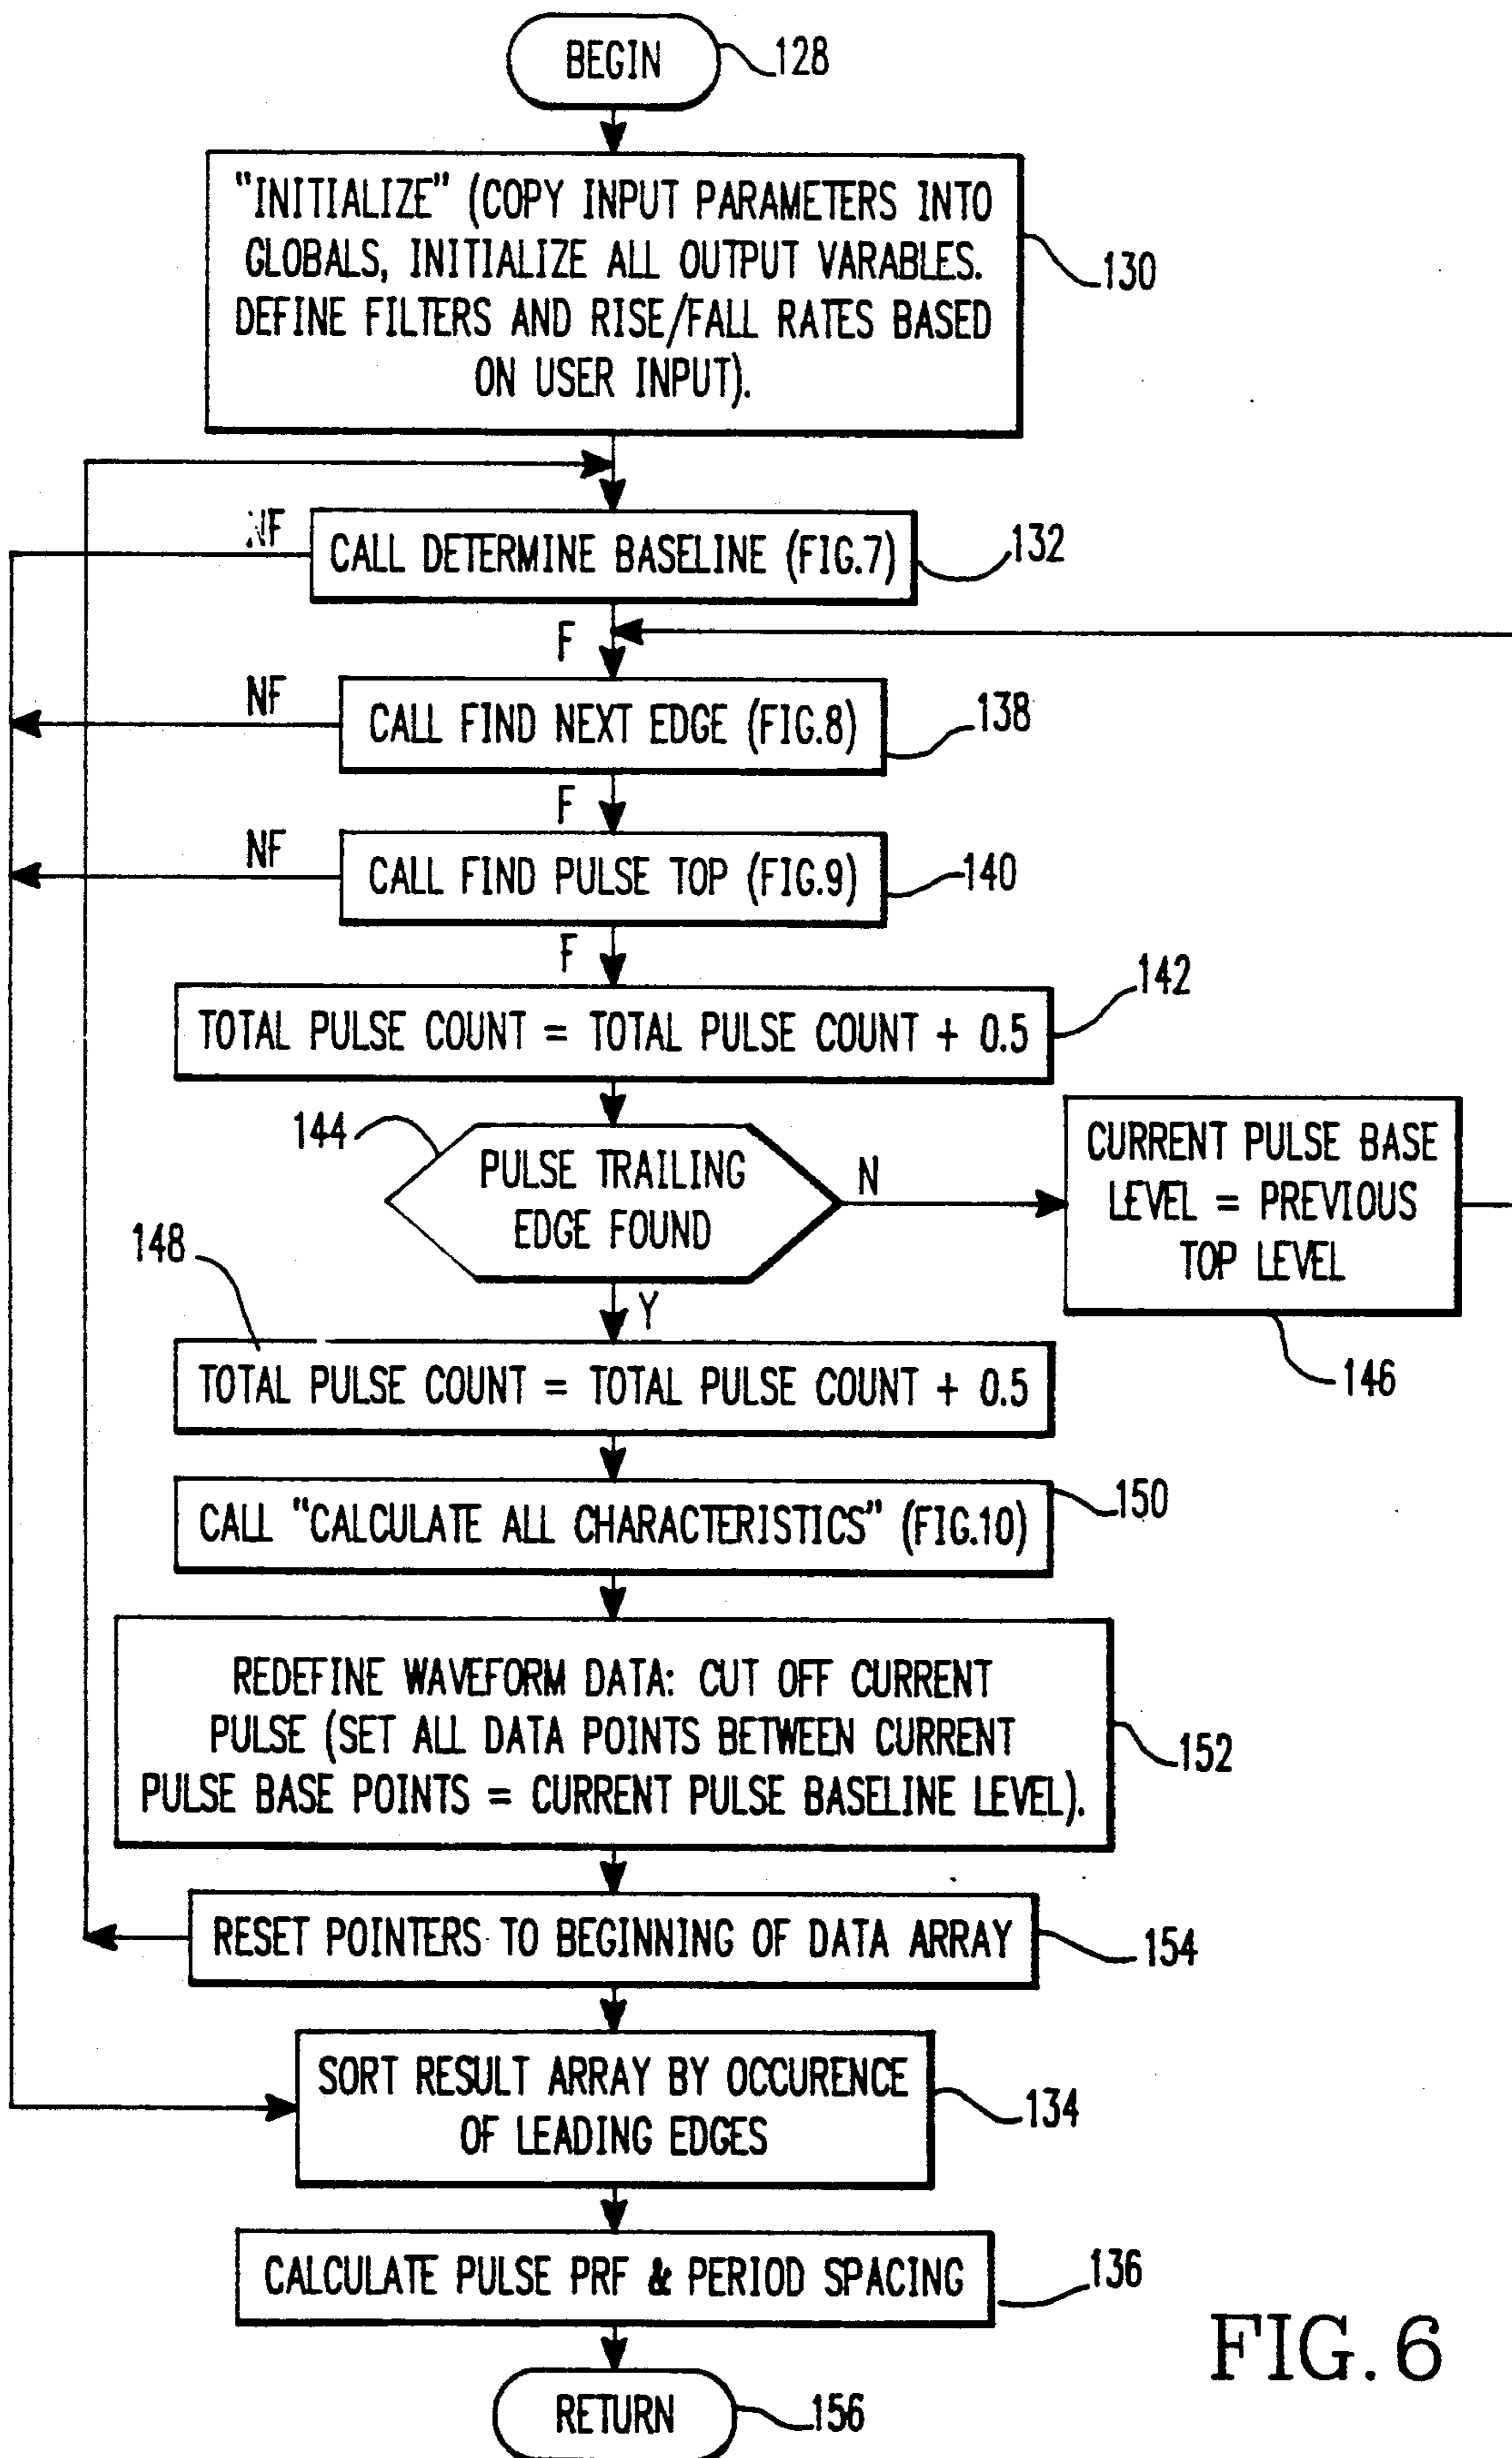 BEGIN
128
"INITIALIZE" (COPY INPUT PARAMETERS INTO
GLOBALS, INITIALIZE ALL OUTPUT VARABLES.
DEFINE FILTERS AND RISE/FALL RATES BASED
ON USER INPUT).
130
NF
CALL DETERMINE BASELINE (FIG.7)
132
F
NF
CALL FIND NEXT EDGE (FIG.8)
138
F
NF
CALL FIND PULSE TOP (FIG.9)
140
F
142
TOTAL PULSE COUNT = TOTAL PULSE COUNT + 0.5
144
PULSE TRAILING
EDGE FOUND
N
CURRENT PULSE BASE
LEVEL = PREVIOUS
TOP LEVEL
146
148
Y
TOTAL PULSE COUNT = TOTAL PULSE COUNT + 0.5
CALL "CALCULATE ALL CHARACTERISTICS" (FIG.10)
150
REDEFINE WAVEFORM DATA: CUT OFF CURRENT
PULSE (SET ALL DATA POINTS BETWEEN CURRENT
PULSE BASE POINTS = CURRENT PULSE BASELINE LEVEL).
152
RESET POINTERS TO BEGINNING OF DATA ARRAY
154
SORT RESULT ARRAY BY OCCURENCE
OF LEADING EDGES
134
CALCULATE PULSE PRF & PERIOD SPACING
136
RETURN
156
FIG. 6